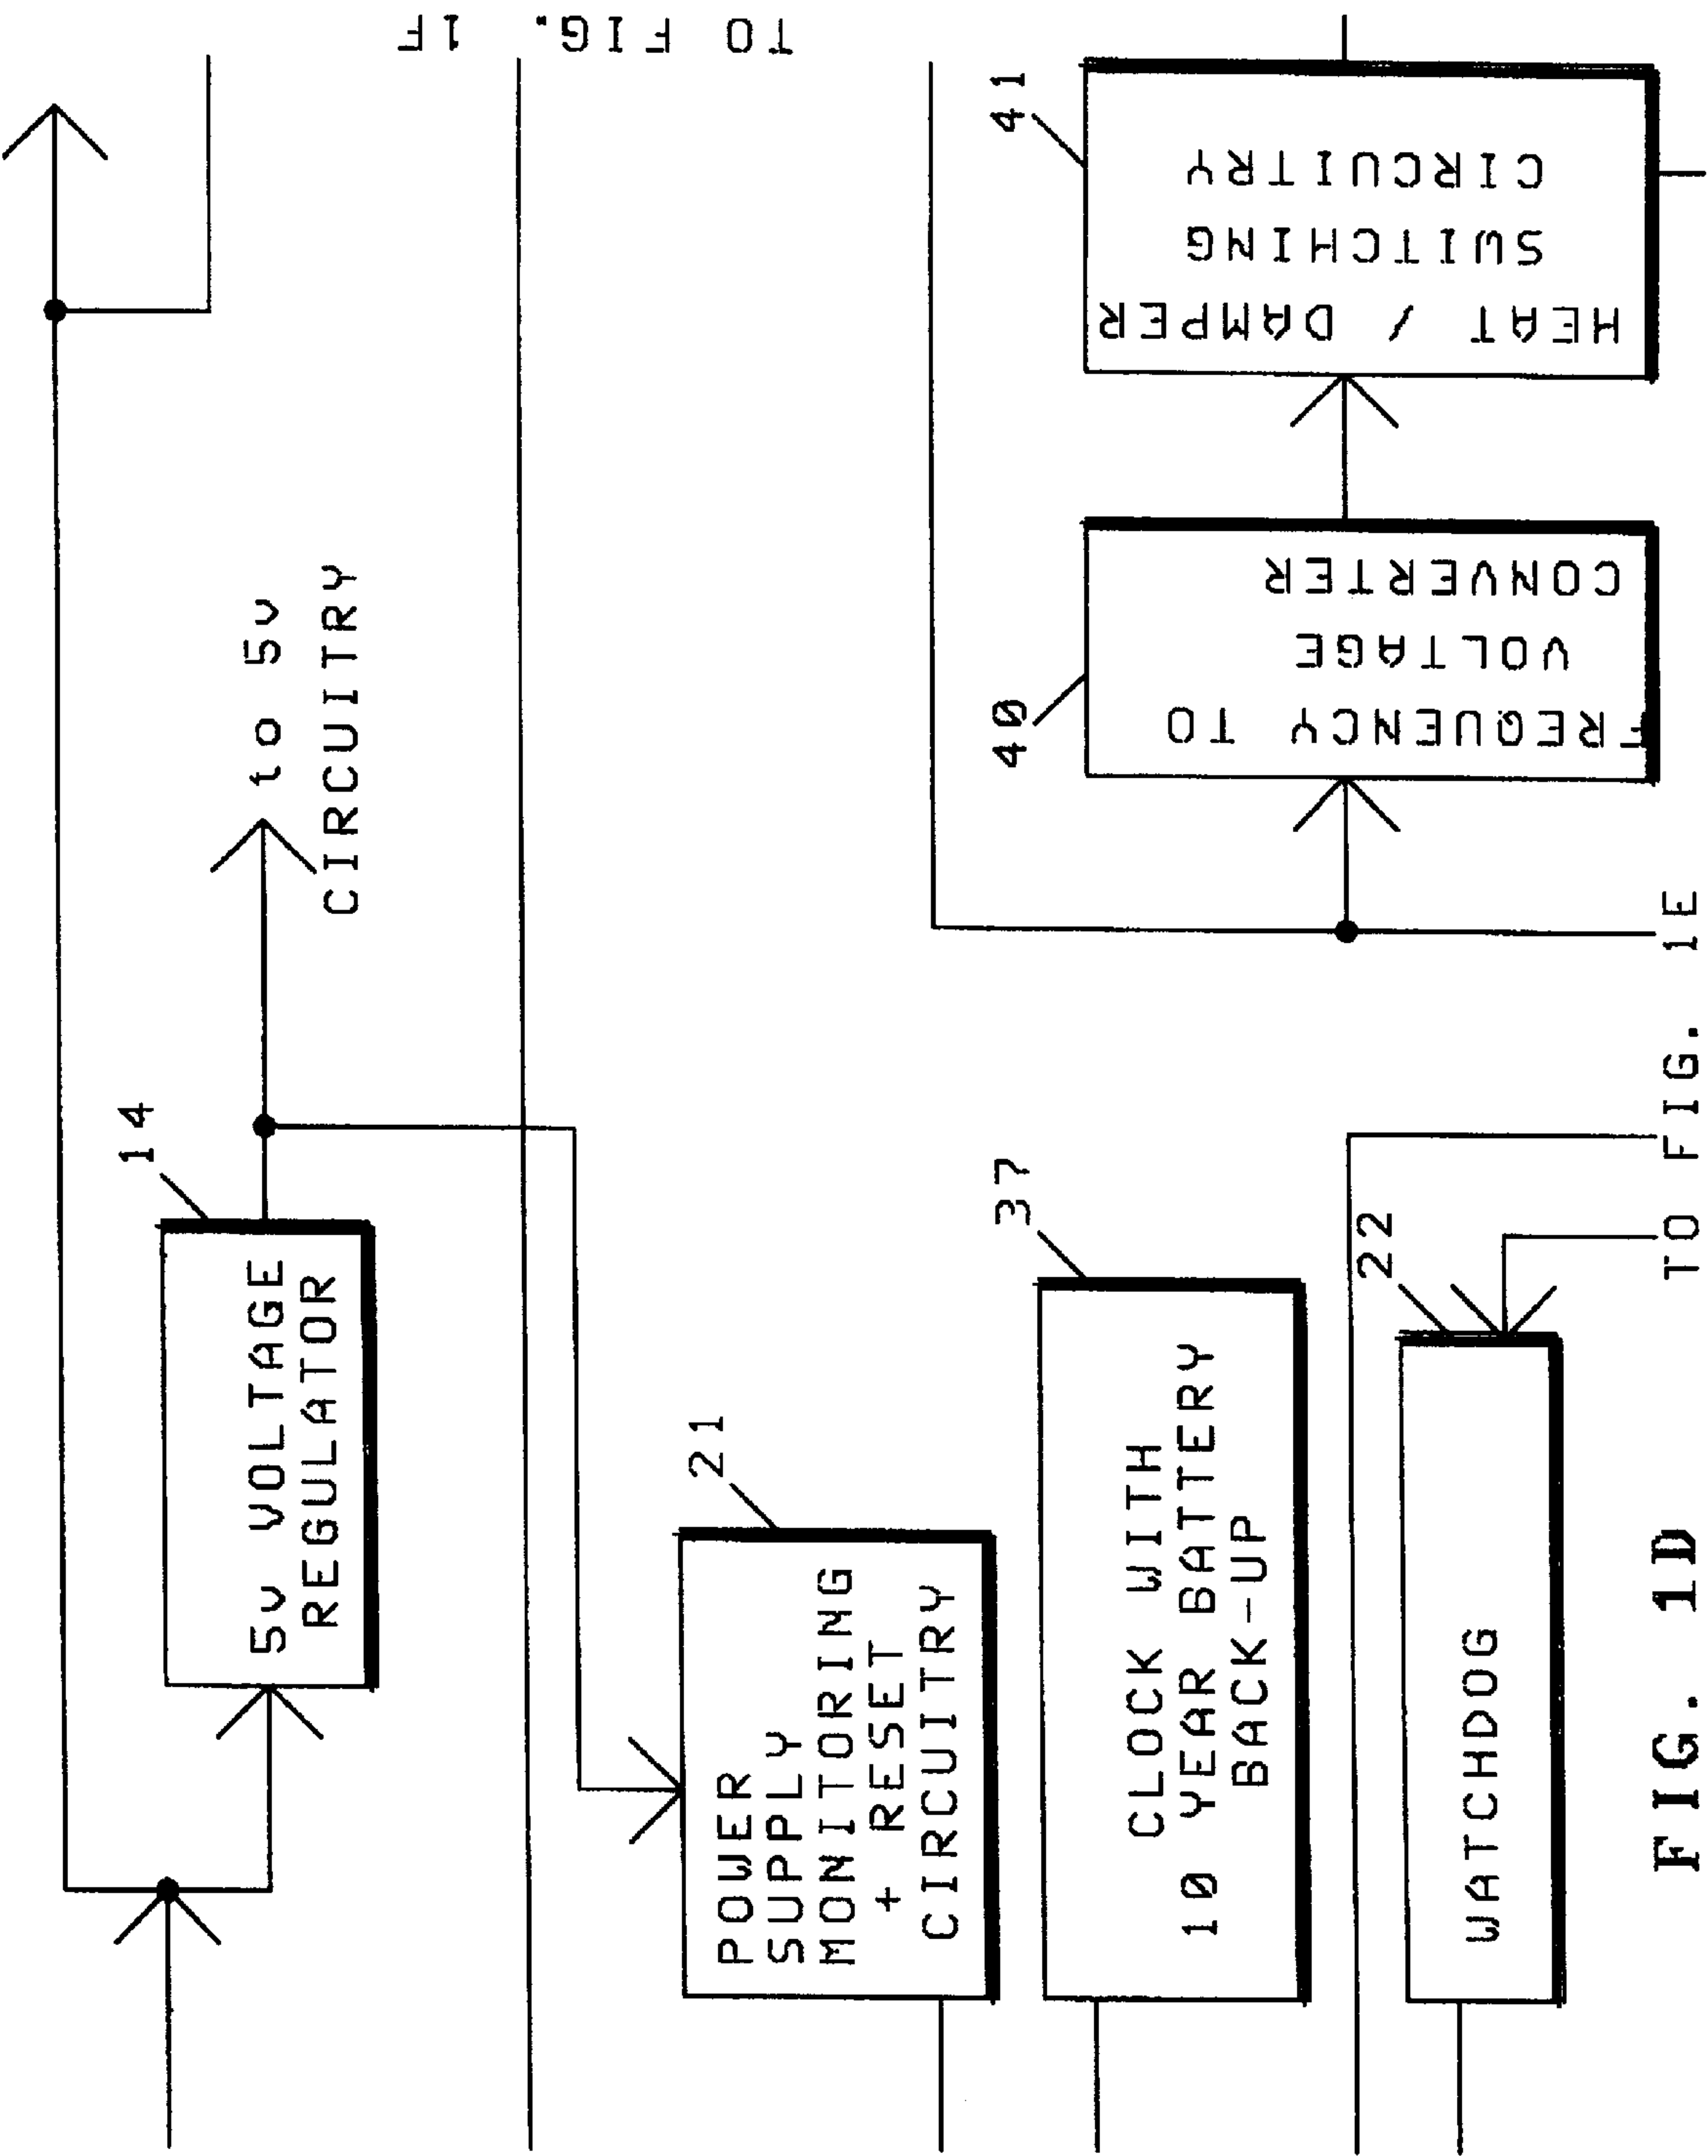 14
5v VOLTAGE
REGULATOR
to 5v
CIRCUITRY
TO FIG. 1F
21
POWER
SUPPLY
MONITORING
+ RESET
CIRCUITRY
37
CLOCK WITH
10 YEAR BATTERY
BACK-UP
22
WATCHDOG
40
FREQUENCY TO
VOLTAGE
CONVERTER
41
HEAT / DAMPER
SWITCHING
CIRCUITRY
TO FIG. 1E
FIG. 1D